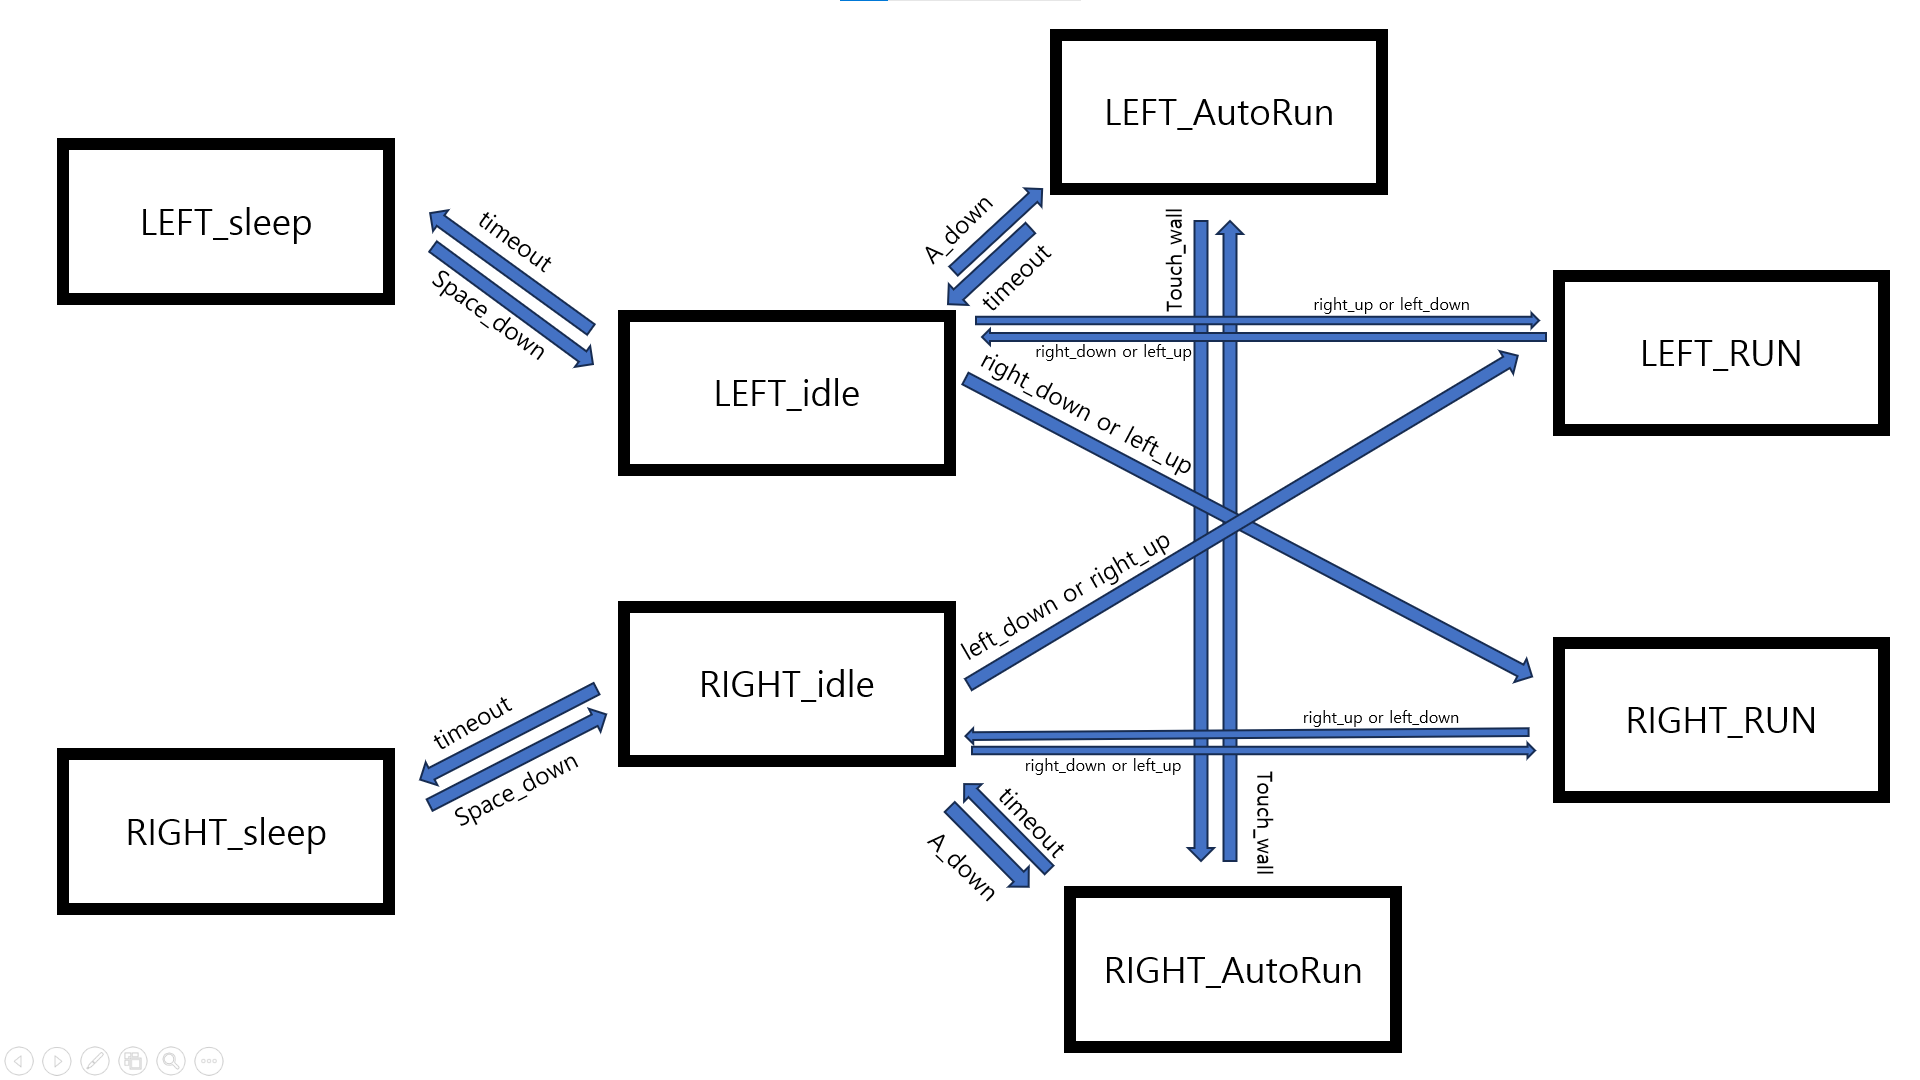 LEFT_AutoRun
LEFT_sleep
timeout
Space_down
A_down
timeout
Touch_wall
right_up or left_down
right_down or left_up
LEFT_RUN
LEFT_idle
right_down or left_up
left_down or right_up
RIGHT_idle
timeout
Space_down
right_up or left_down
right_down or left_up
RIGHT_RUN
RIGHT_sleep
timeout
A_down
Touch_wall
RIGHT_AutoRun